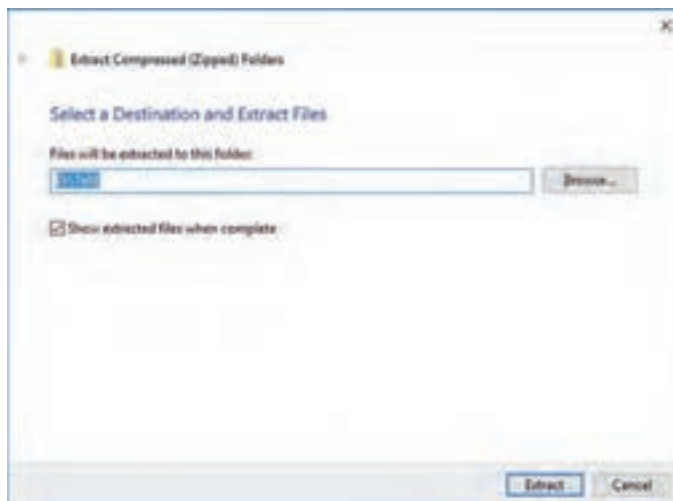 Extract Compressed (Zipped) Folders
Select a Destination and Extract Files
Files will be extracted to this folder:
Browse...
Show extracted files when complete
Extract
Cancel